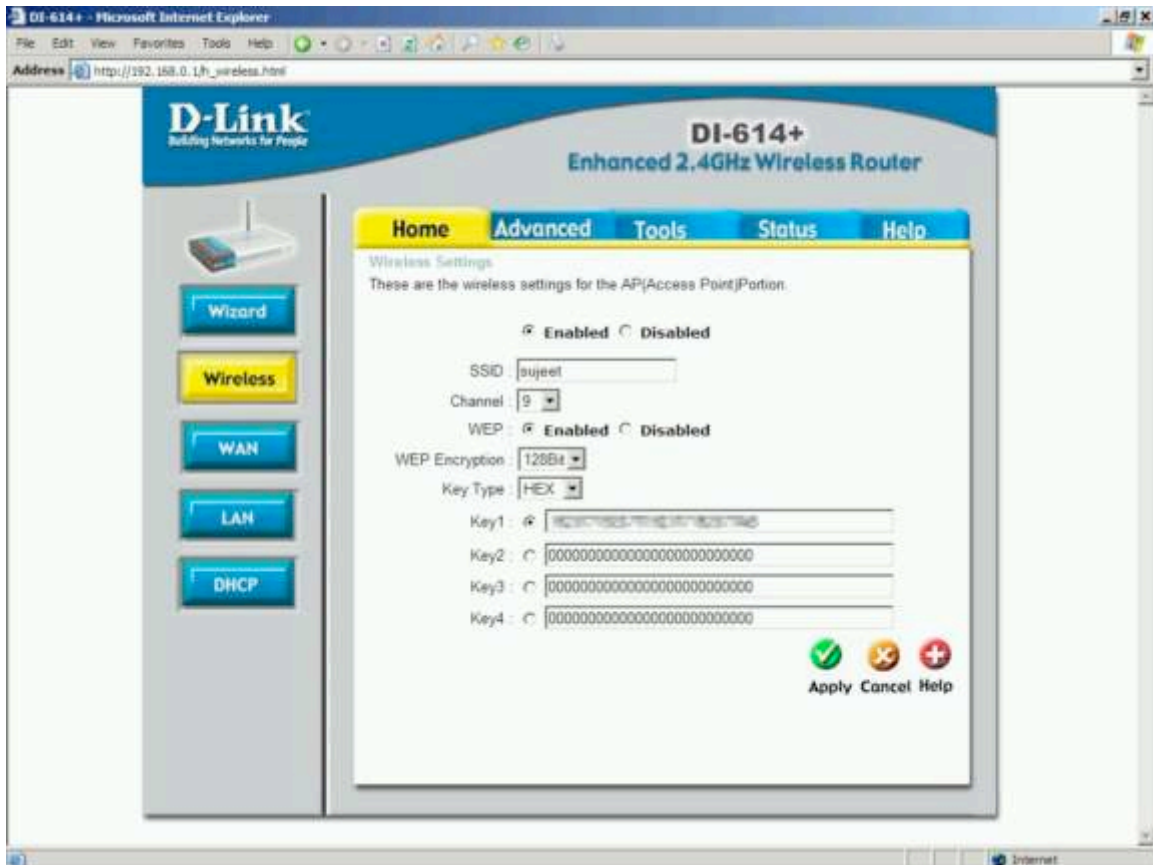 DI-614+ - Microsoft Internet Explorer
File Edit View Favorites Tools Help
Address http://192.168.0.1/h_wireless.html
D-Link
Building Networks for People
DI-614+
Enhanced 2.4GHz Wireless Router
Home Advanced Tools Status Help
Wizard
Wireless
WAN
LAN
DHCP
Wireless Settings
These are the wireless settings for the AP(Access Point)Portion.
Enabled Disabled
SSID : sujeet
Channel : 9
WEP : Enabled Disabled
WEP Encryption : 128Bit
Key Type : HEX
Key1 :
Key2 : 00000000000000000000000000
Key3 : 00000000000000000000000000
Key4 : 00000000000000000000000000
Apply Cancel Help
Internet